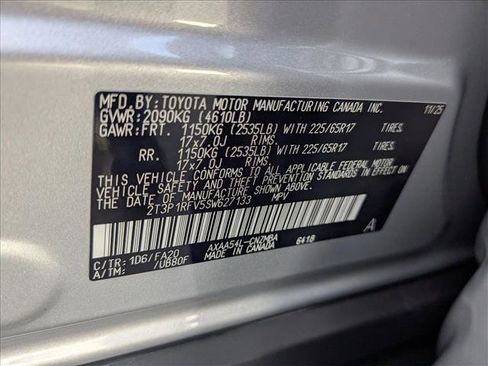 MFD. BY: TOYOTA MOTOR MANUFACTURING CANADA INC. 11/25
GVWR: 2090KG (4610LB)
GAWR: FRT. 1150KG (2535LB) WITH 225/65R17 TIRES.
17x7.0J RIMS.
RR. 1150KG (2535LB) WITH 225/65R17 TIRES.
17x7.0J RIMS.
THIS VEHICLE CONFORMS TO ALL APPLICABLE FEDERAL MOTOR
VEHICLE SAFETY AND THEFT PREVENTION STANDARDS IN EFFECT ON
THE DATE OF MANUFACTURE SHOWN ABOVE.
2T3P1RFV5SW627133 MPV
A
C/TR: 1D6/FA20 AXAA54L-CNZMBA 6418
A/TM: /UB80F MADE IN CANADA